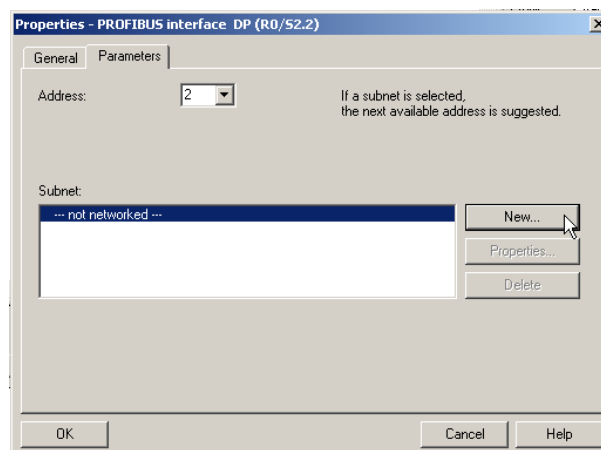 Properties - PROFIBUS interface DP (R0/S2.2)
General Parameters
Address: 2 If a subnet is selected,
the next available address is suggested.
Subnet:
--- not networked ---
New...
Properties...
Delete
OK Cancel Help